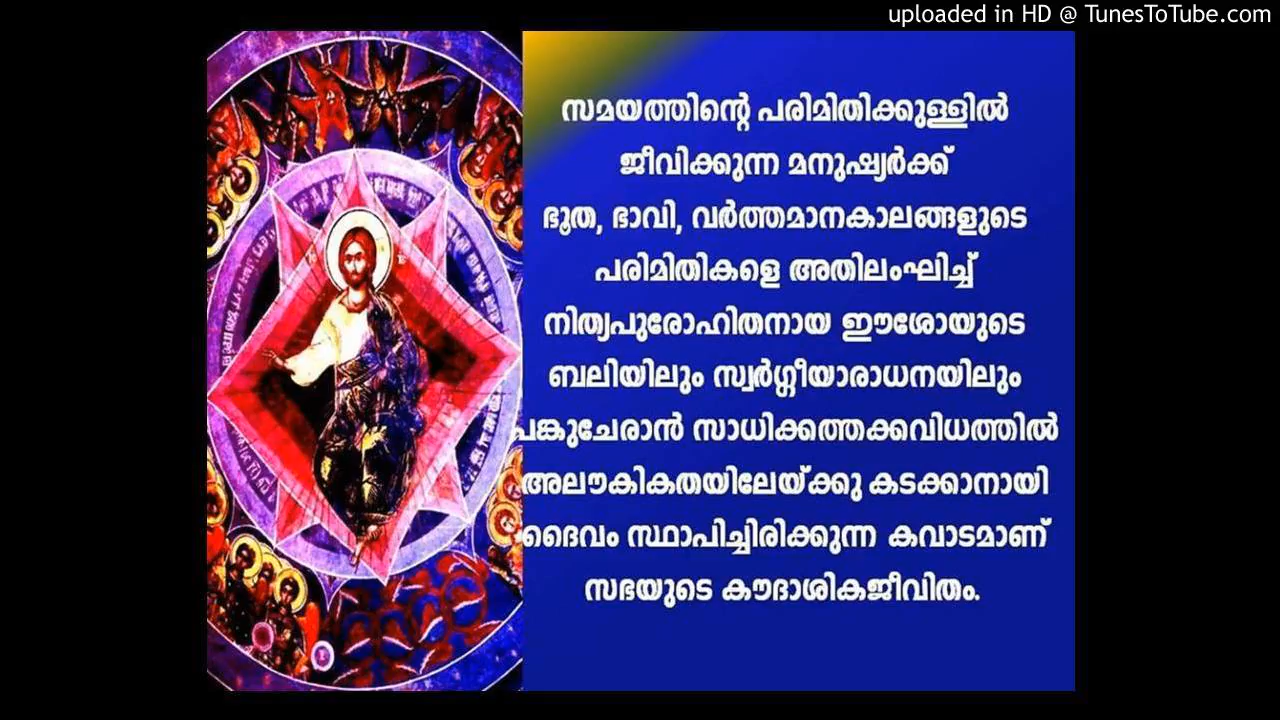 uploaded in HD @ TunesToTube.com
സമയത്തിന്റെ പരിമിതിക്കുള്ളിൽ
ജീവിക്കുന്ന മനുഷ്യർക്ക്
ഭൂത, ഭാവി, വർത്തമാനകാലങ്ങളുടെ
പരിമിതികളെ അതിലംഘിച്ച്
നിത്യപുരോഹിതനായ ഈശോയുടെ
ബലിയിലും സ്വർഗ്ഗീയാരാധനയിലും
പങ്കുചേരാൻ സാധിക്കത്തക്കവിധത്തിൽ
അലൗകികതയിലേയ്ക്കു കടക്കാനായി
ദൈവം സ്ഥാപിച്ചിരിക്കുന്ന കവാടമാണ്
സഭയുടെ കൗദാശികജീവിതം.